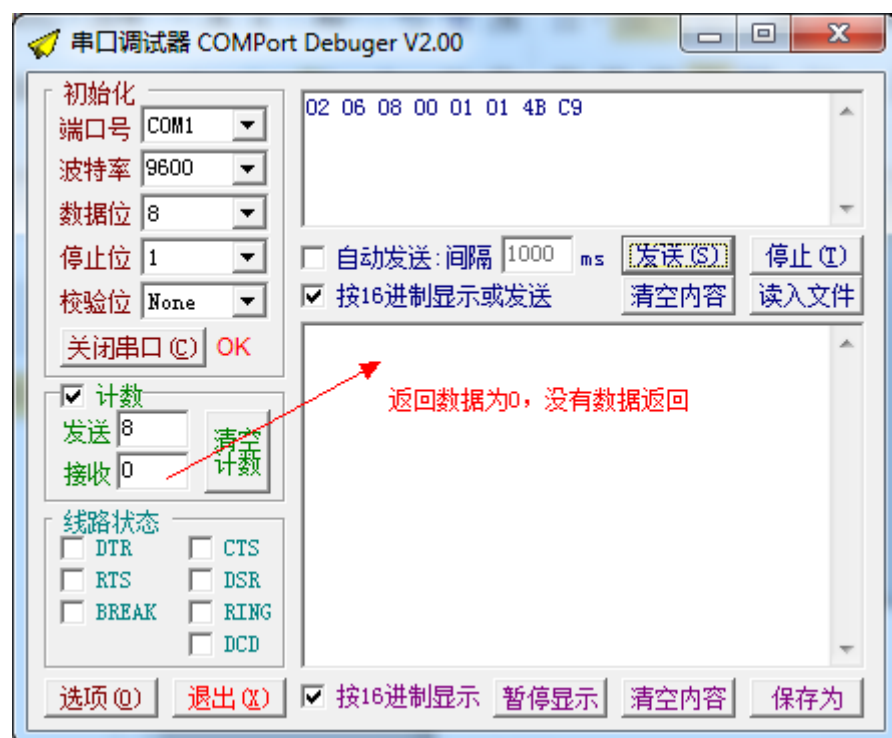 串口调试器 COMPort Debuger V2.00
初始化
端口号 COM1
波特率 9600
数据位 8
停止位 1
校验位 None
关闭串口(C) OK
计数
发送 8
接收 0
清空
计数
线路状态
DTR CTS
RTS DSR
BREAK RING
DCD
选项(O) 退出(X)
02 06 08 00 01 01 4B C9
自动发送:间隔 1000 ms 发送(S) 停止(T)
按16进制显示或发送 清空内容 读入文件
返回数据为0，没有数据返回
按16进制显示 暂停显示 清空内容 保存为